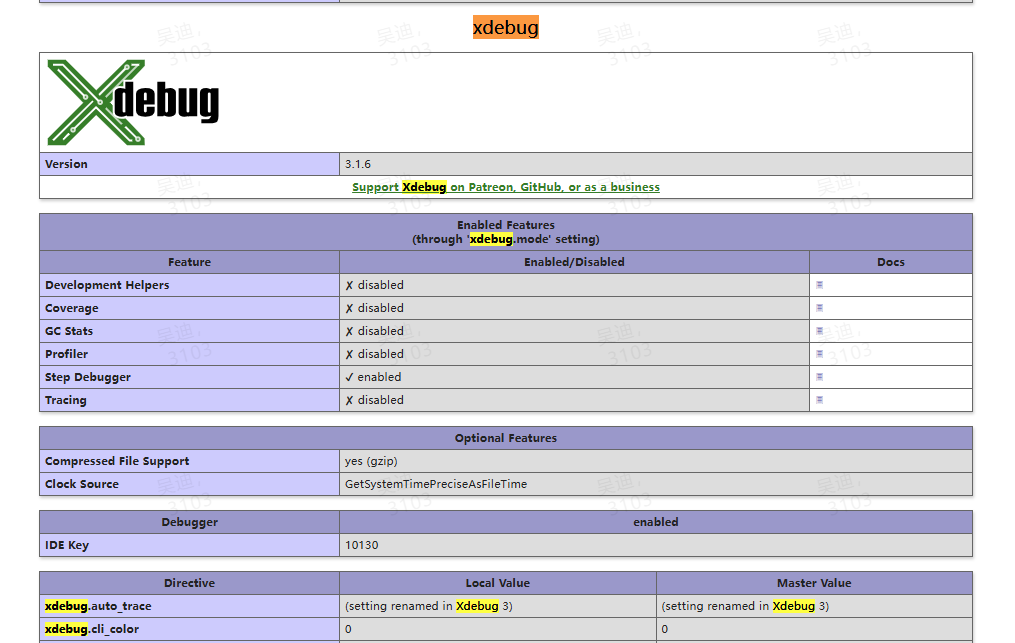 xdebug
Xdebug
Version 3.1.6
Support Xdebug on Patreon, GitHub, or as a business
Enabled Features
(through 'xdebug.mode' setting)
Feature Enabled/Disabled Docs
Development Helpers ✗ disabled
Coverage ✗ disabled
GC Stats ✗ disabled
Profiler ✗ disabled
Step Debugger ✓ enabled
Tracing ✗ disabled
Optional Features
Compressed File Support yes (gzip)
Clock Source GetSystemTimePreciseAsFileTime
Debugger enabled
IDE Key 10130
Directive Local Value Master Value
xdebug.auto_trace (setting renamed in Xdebug 3) (setting renamed in Xdebug 3)
xdebug.cli_color 0 0
吴迪, 3103